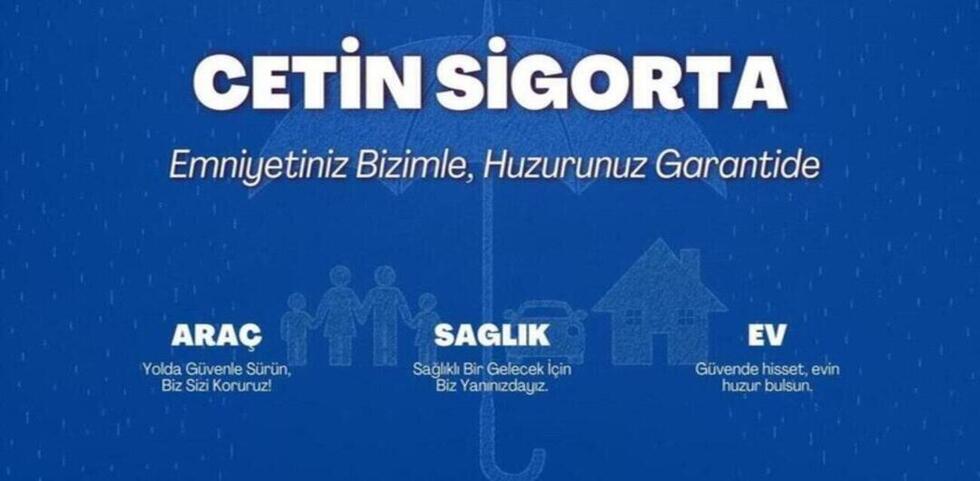 CETİN SİGORTA
Emniyetiniz Bizimle, Huzurunuz Garantide
ARAÇ
Yolda Güvenle Sürün,
Biz Sizi Koruruz!
SAGLIK
Sağlıklı Bir Gelecek İçin
Biz Yanınızdayız.
EV
Güvende hisset, evin
huzur bulsun.